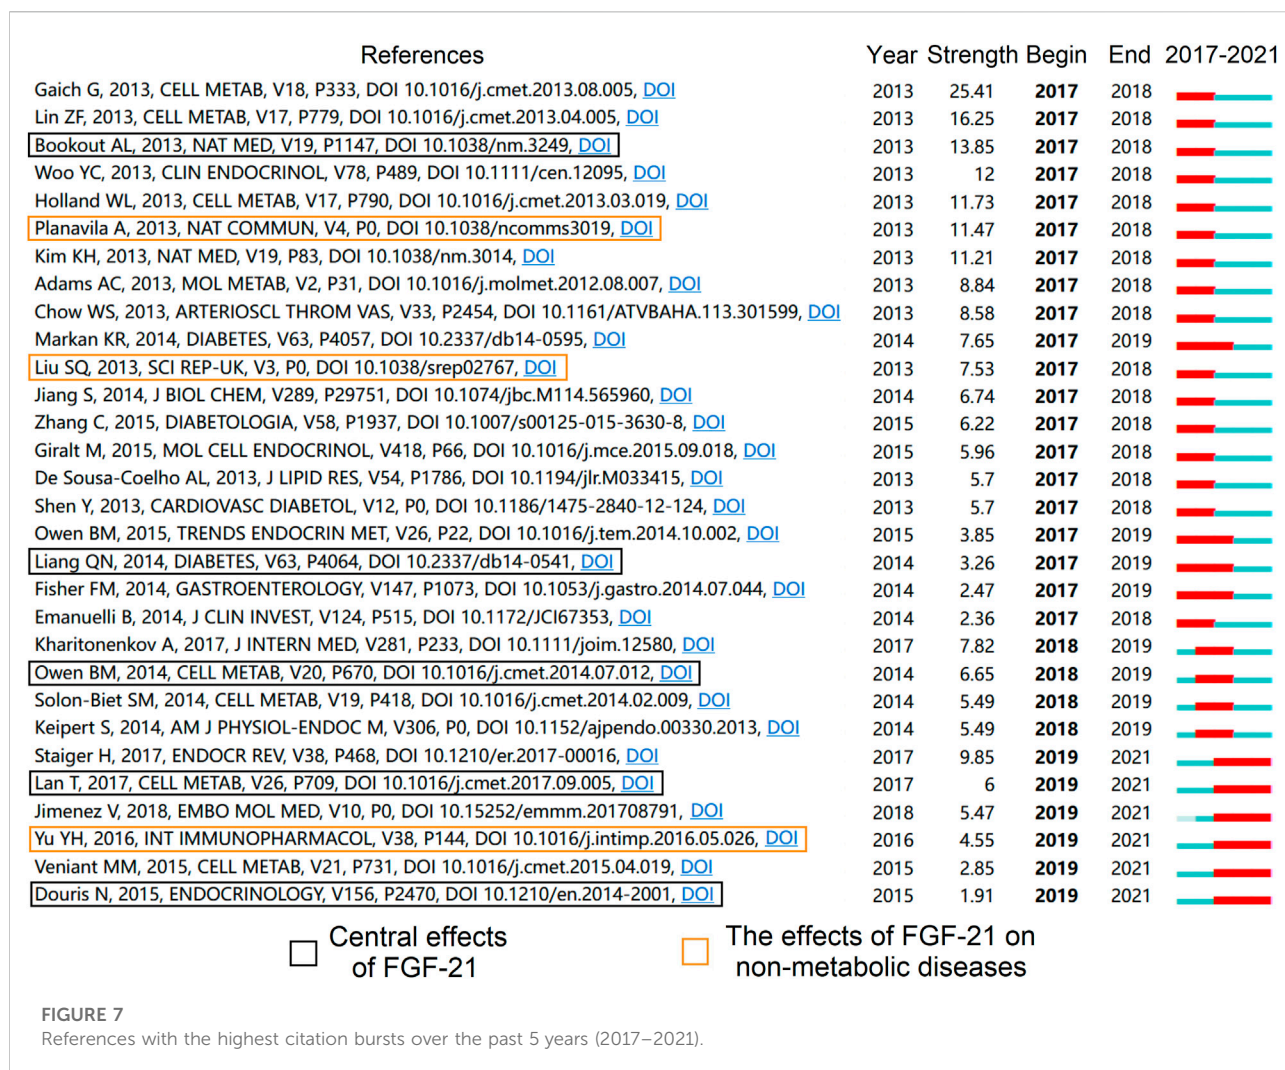 References Year Strength Begin End 2017-2021
Gaich G, 2013, CELL METAB, V18, P333, DOI 10.1016/j.cmet.2013.08.005, DOI 2013 25.41 2017 2018
Lin ZF, 2013, CELL METAB, V17, P779, DOI 10.1016/j.cmet.2013.04.005, DOI 2013 16.25 2017 2018
Bookout AL, 2013, NAT MED, V19, P1147, DOI 10.1038/nm.3249, DOI 2013 13.85 2017 2018
Woo YC, 2013, CLIN ENDOCRINOL, V78, P489, DOI 10.1111/cen.12095, DOI 2013 12 2017 2018
Holland WL, 2013, CELL METAB, V17, P790, DOI 10.1016/j.cmet.2013.03.019, DOI 2013 11.73 2017 2018
Planavila A, 2013, NAT COMMUN, V4, P0, DOI 10.1038/ncomms3019, DOI 2013 11.47 2017 2018
Kim KH, 2013, NAT MED, V19, P83, DOI 10.1038/nm.3014, DOI 2013 11.21 2017 2018
Adams AC, 2013, MOL METAB, V2, P31, DOI 10.1016/j.molmet.2012.08.007, DOI 2013 8.84 2017 2018
Chow WS, 2013, ARTERIOSCL THROM VAS, V33, P2454, DOI 10.1161/ATVBAHA.113.301599, DOI 2013 8.58 2017 2018
Markan KR, 2014, DIABETES, V63, P4057, DOI 10.2337/db14-0595, DOI 2014 7.65 2017 2019
Liu SQ, 2013, SCI REP-UK, V3, P0, DOI 10.1038/srep02767, DOI 2013 7.53 2017 2018
Jiang S, 2014, J BIOL CHEM, V289, P29751, DOI 10.1074/jbc.M114.565960, DOI 2014 6.74 2017 2018
Zhang C, 2015, DIABETOLOGIA, V58, P1937, DOI 10.1007/s00125-015-3630-8, DOI 2015 6.22 2017 2018
Giralt M, 2015, MOL CELL ENDOCRINOL, V418, P66, DOI 10.1016/j.mce.2015.09.018, DOI 2015 5.96 2017 2018
De Sousa-Coelho AL, 2013, J LIPID RES, V54, P1786, DOI 10.1194/jlr.M033415, DOI 2013 5.7 2017 2018
Shen Y, 2013, CARDIOVASC DIABETOL, V12, P0, DOI 10.1186/1475-2840-12-124, DOI 2013 5.7 2017 2018
Owen BM, 2015, TRENDS ENDOCRIN MET, V26, P22, DOI 10.1016/j.tem.2014.10.002, DOI 2015 3.85 2017 2019
Liang QN, 2014, DIABETES, V63, P4064, DOI 10.2337/db14-0541, DOI 2014 3.26 2017 2019
Fisher FM, 2014, GASTROENTEROLOGY, V147, P1073, DOI 10.1053/j.gastro.2014.07.044, DOI 2014 2.47 2017 2019
Emanuelli B, 2014, J CLIN INVEST, V124, P515, DOI 10.1172/JCI67353, DOI 2014 2.36 2017 2018
Kharitonenkov A, 2017, J INTERN MED, V281, P233, DOI 10.1111/joim.12580, DOI 2017 7.82 2018 2019
Owen BM, 2014, CELL METAB, V20, P670, DOI 10.1016/j.cmet.2014.07.012, DOI 2014 6.65 2018 2019
Solon-Biet SM, 2014, CELL METAB, V19, P418, DOI 10.1016/j.cmet.2014.02.009, DOI 2014 5.49 2018 2019
Keipert S, 2014, AM J PHYSIOL-ENDOC M, V306, P0, DOI 10.1152/ajpendo.00330.2013, DOI 2014 5.49 2018 2019
Staiger H, 2017, ENDOCR REV, V38, P468, DOI 10.1210/er.2017-00016, DOI 2017 9.85 2019 2021
Lan T, 2017, CELL METAB, V26, P709, DOI 10.1016/j.cmet.2017.09.005, DOI 2017 6 2019 2021
Jimenez V, 2018, EMBO MOL MED, V10, P0, DOI 10.15252/emmm.201708791, DOI 2018 5.47 2019 2021
Yu YH, 2016, INT IMMUNOPHARMACOL, V38, P144, DOI 10.1016/j.intimp.2016.05.026, DOI 2016 4.55 2019 2021
Veniant MM, 2015, CELL METAB, V21, P731, DOI 10.1016/j.cmet.2015.04.019, DOI 2015 2.85 2019 2021
Douris N, 2015, ENDOCRINOLOGY, V156, P2470, DOI 10.1210/en.2014-2001, DOI 2015 1.91 2019 2021
Central effects
of FGF-21
The effects of FGF-21 on
non-metabolic diseases
FIGURE 7
References with the highest citation bursts over the past 5 years (2017–2021).